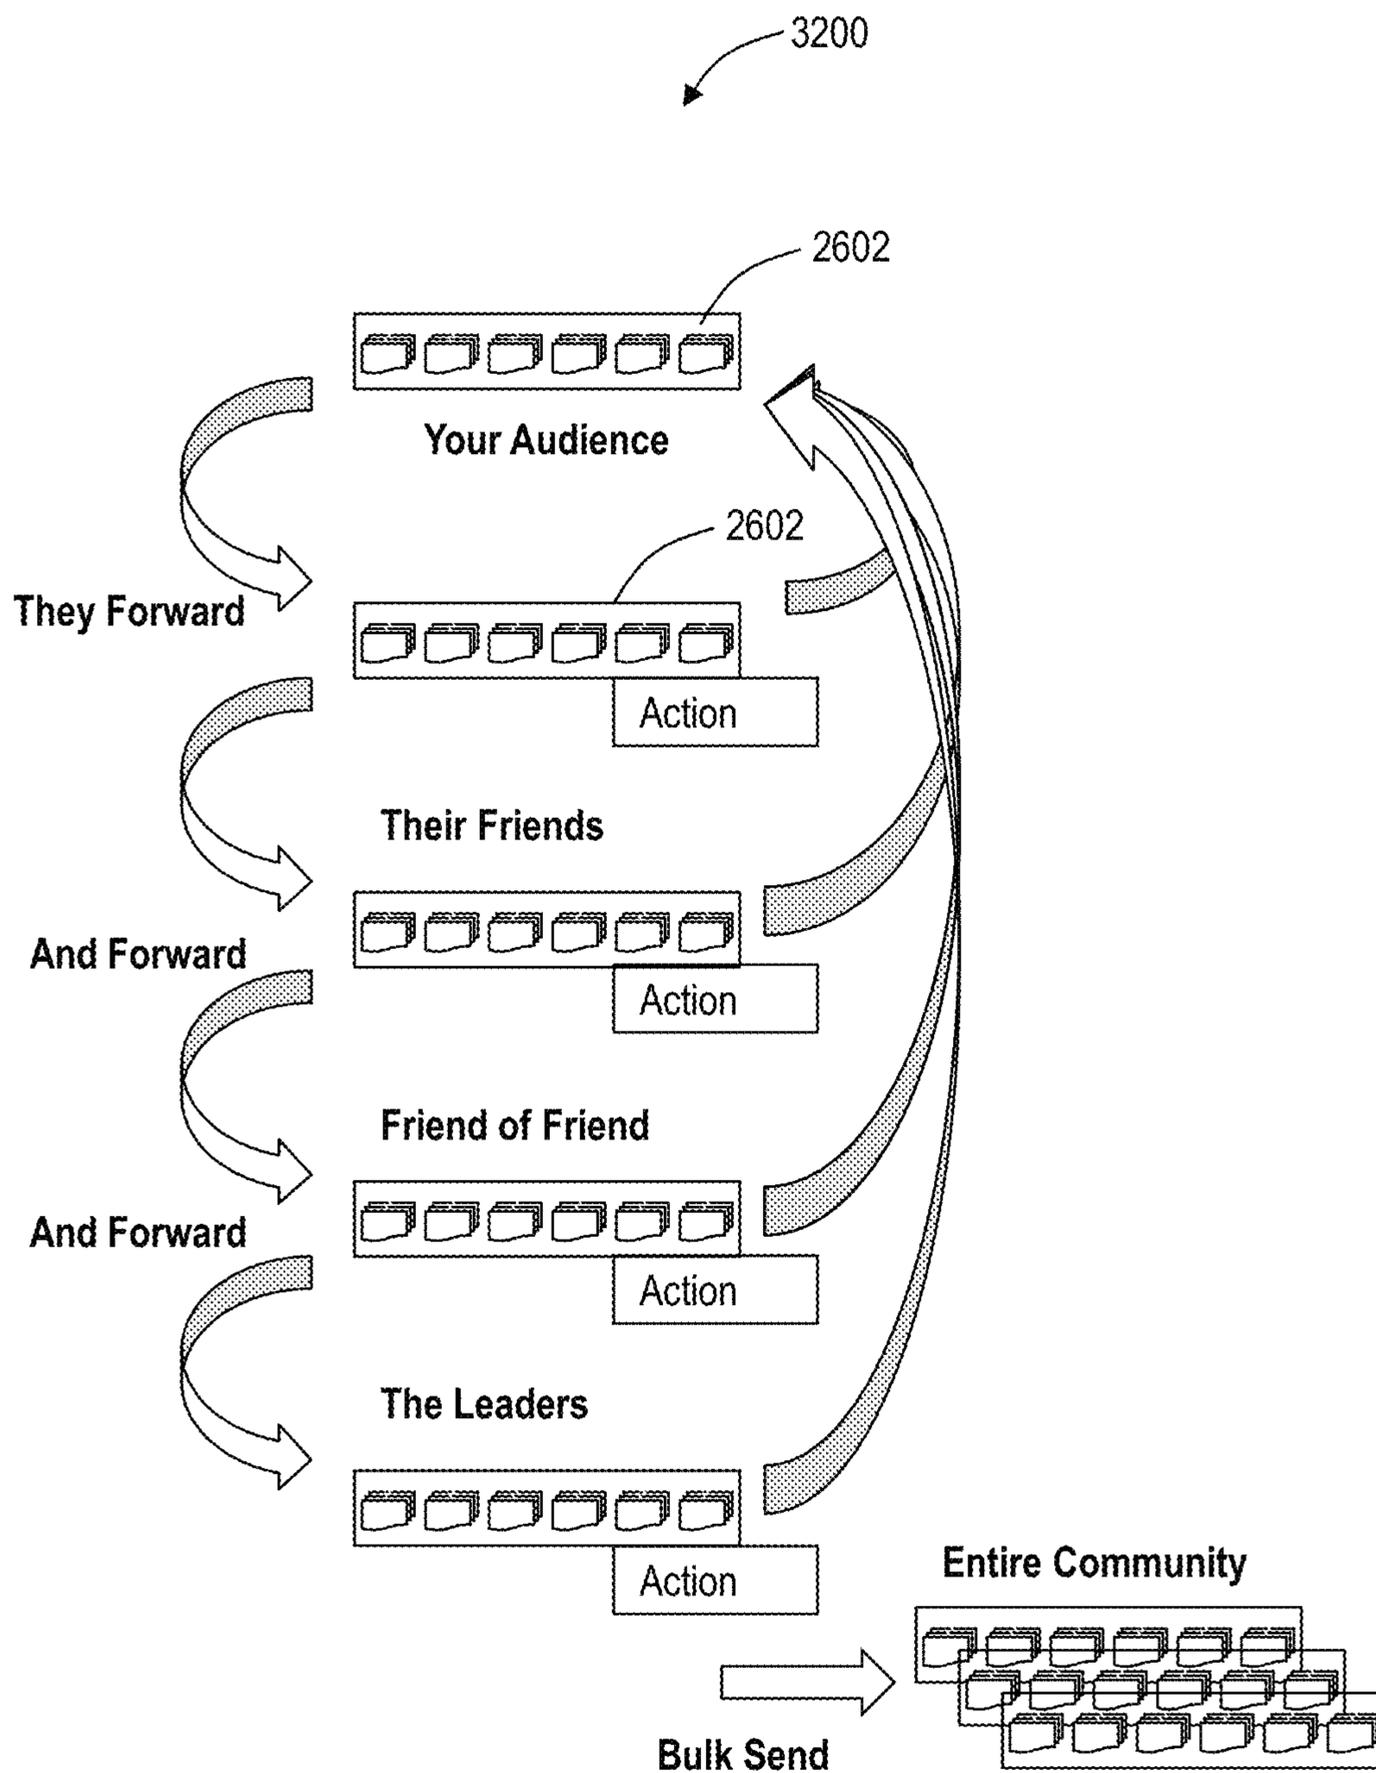 3200
2602
Your Audience
2602
They Forward
Action
Their Friends
And Forward
Action
Friend of Friend
And Forward
Action
The Leaders
Action
Entire Community
Bulk Send